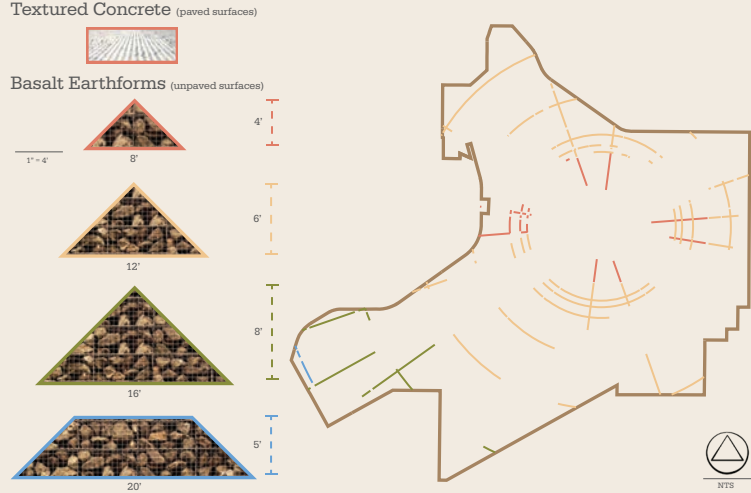 Textured Concrete (paved surfaces)
Basalt Earthforms (unpaved surfaces)
4'
8'
1" = 4'
6'
12'
8'
16'
5'
20'
NTS